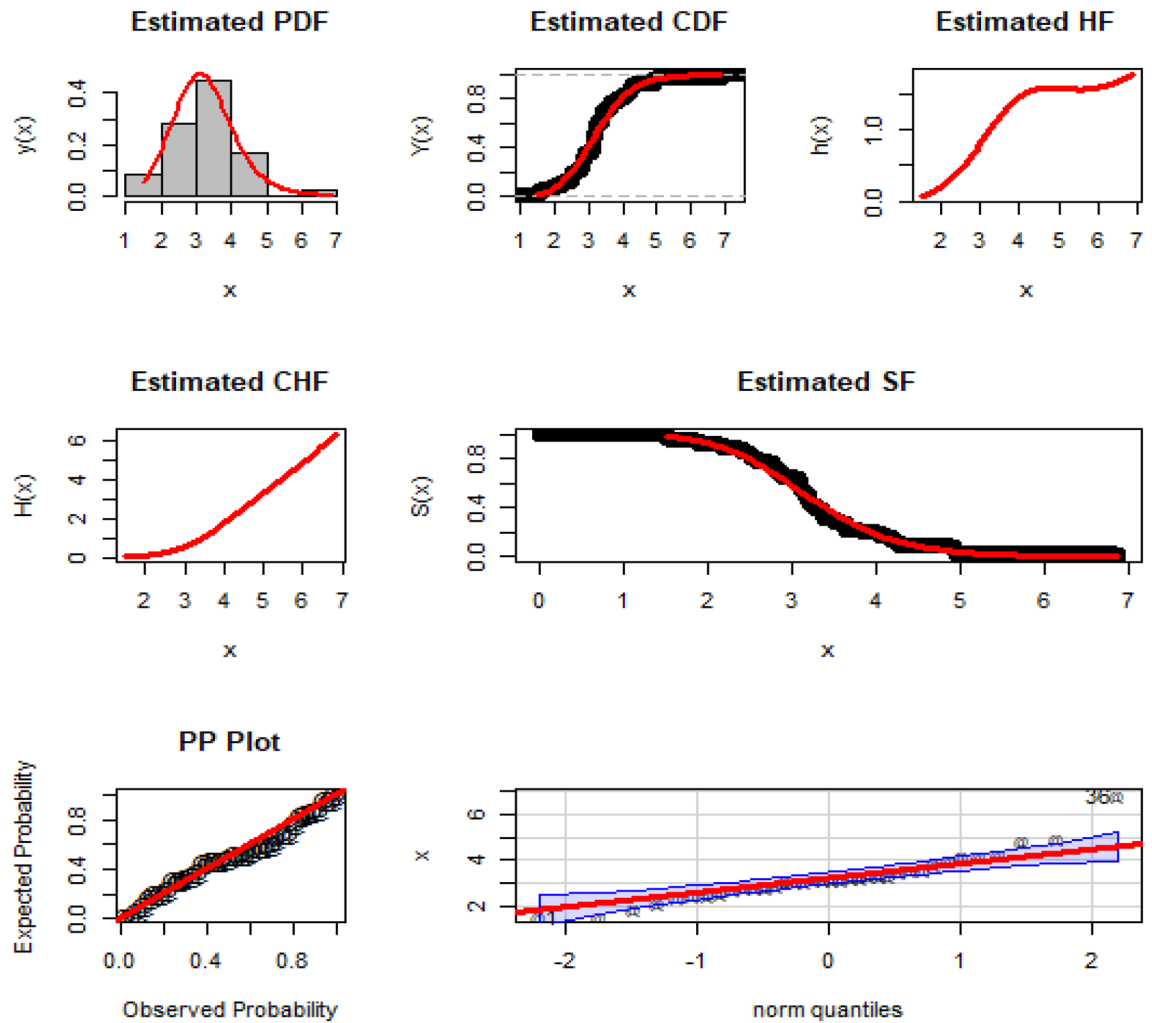 Estimated PDF
y(x)
0.0 0.2 0.4
1 2 3 4 5 6 7
x
Estimated CDF
Y(x)
0.0 0.4 0.8
1 2 3 4 5 6 7
x
Estimated HF
h(x)
0.0 1.0
2 3 4 5 6 7
x
Estimated CHF
H(x)
0 2 4 6
2 3 4 5 6 7
x
Estimated SF
S(x)
0.0 0.4 0.8
0 1 2 3 4 5 6 7
x
PP Plot
Expected Probability
0.0 0.4 0.8
0.0 0.4 0.8
Observed Probability
x
2 4 6
36
1
-2 -1 0 1 2
norm quantiles